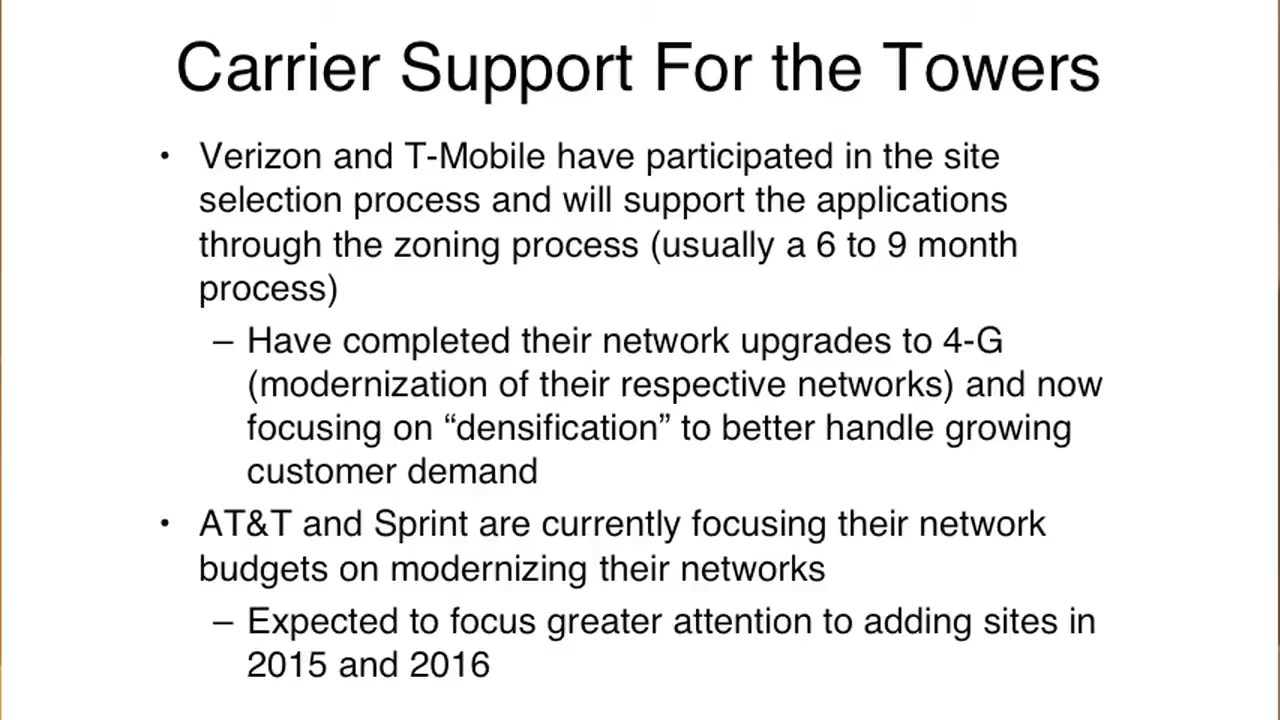 Carrier Support For the Towers
• Verizon and T-Mobile have participated in the site
selection process and will support the applications
through the zoning process (usually a 6 to 9 month
process)
– Have completed their network upgrades to 4-G
(modernization of their respective networks) and now
focusing on “densification” to better handle growing
customer demand
• AT&T and Sprint are currently focusing their network
budgets on modernizing their networks
– Expected to focus greater attention to adding sites in
2015 and 2016